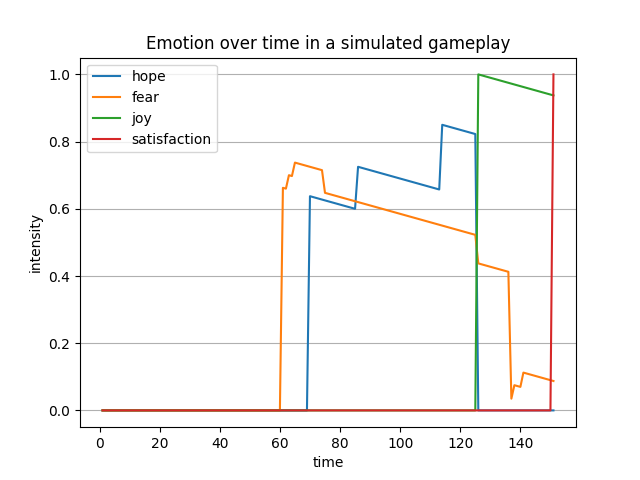 Emotion over time in a simulated gameplay
hope
fear
joy
satisfaction
1.0
0.8
0.6
0.4
0.2
0.0
intensity
0 20 40 60 80 100 120 140
time